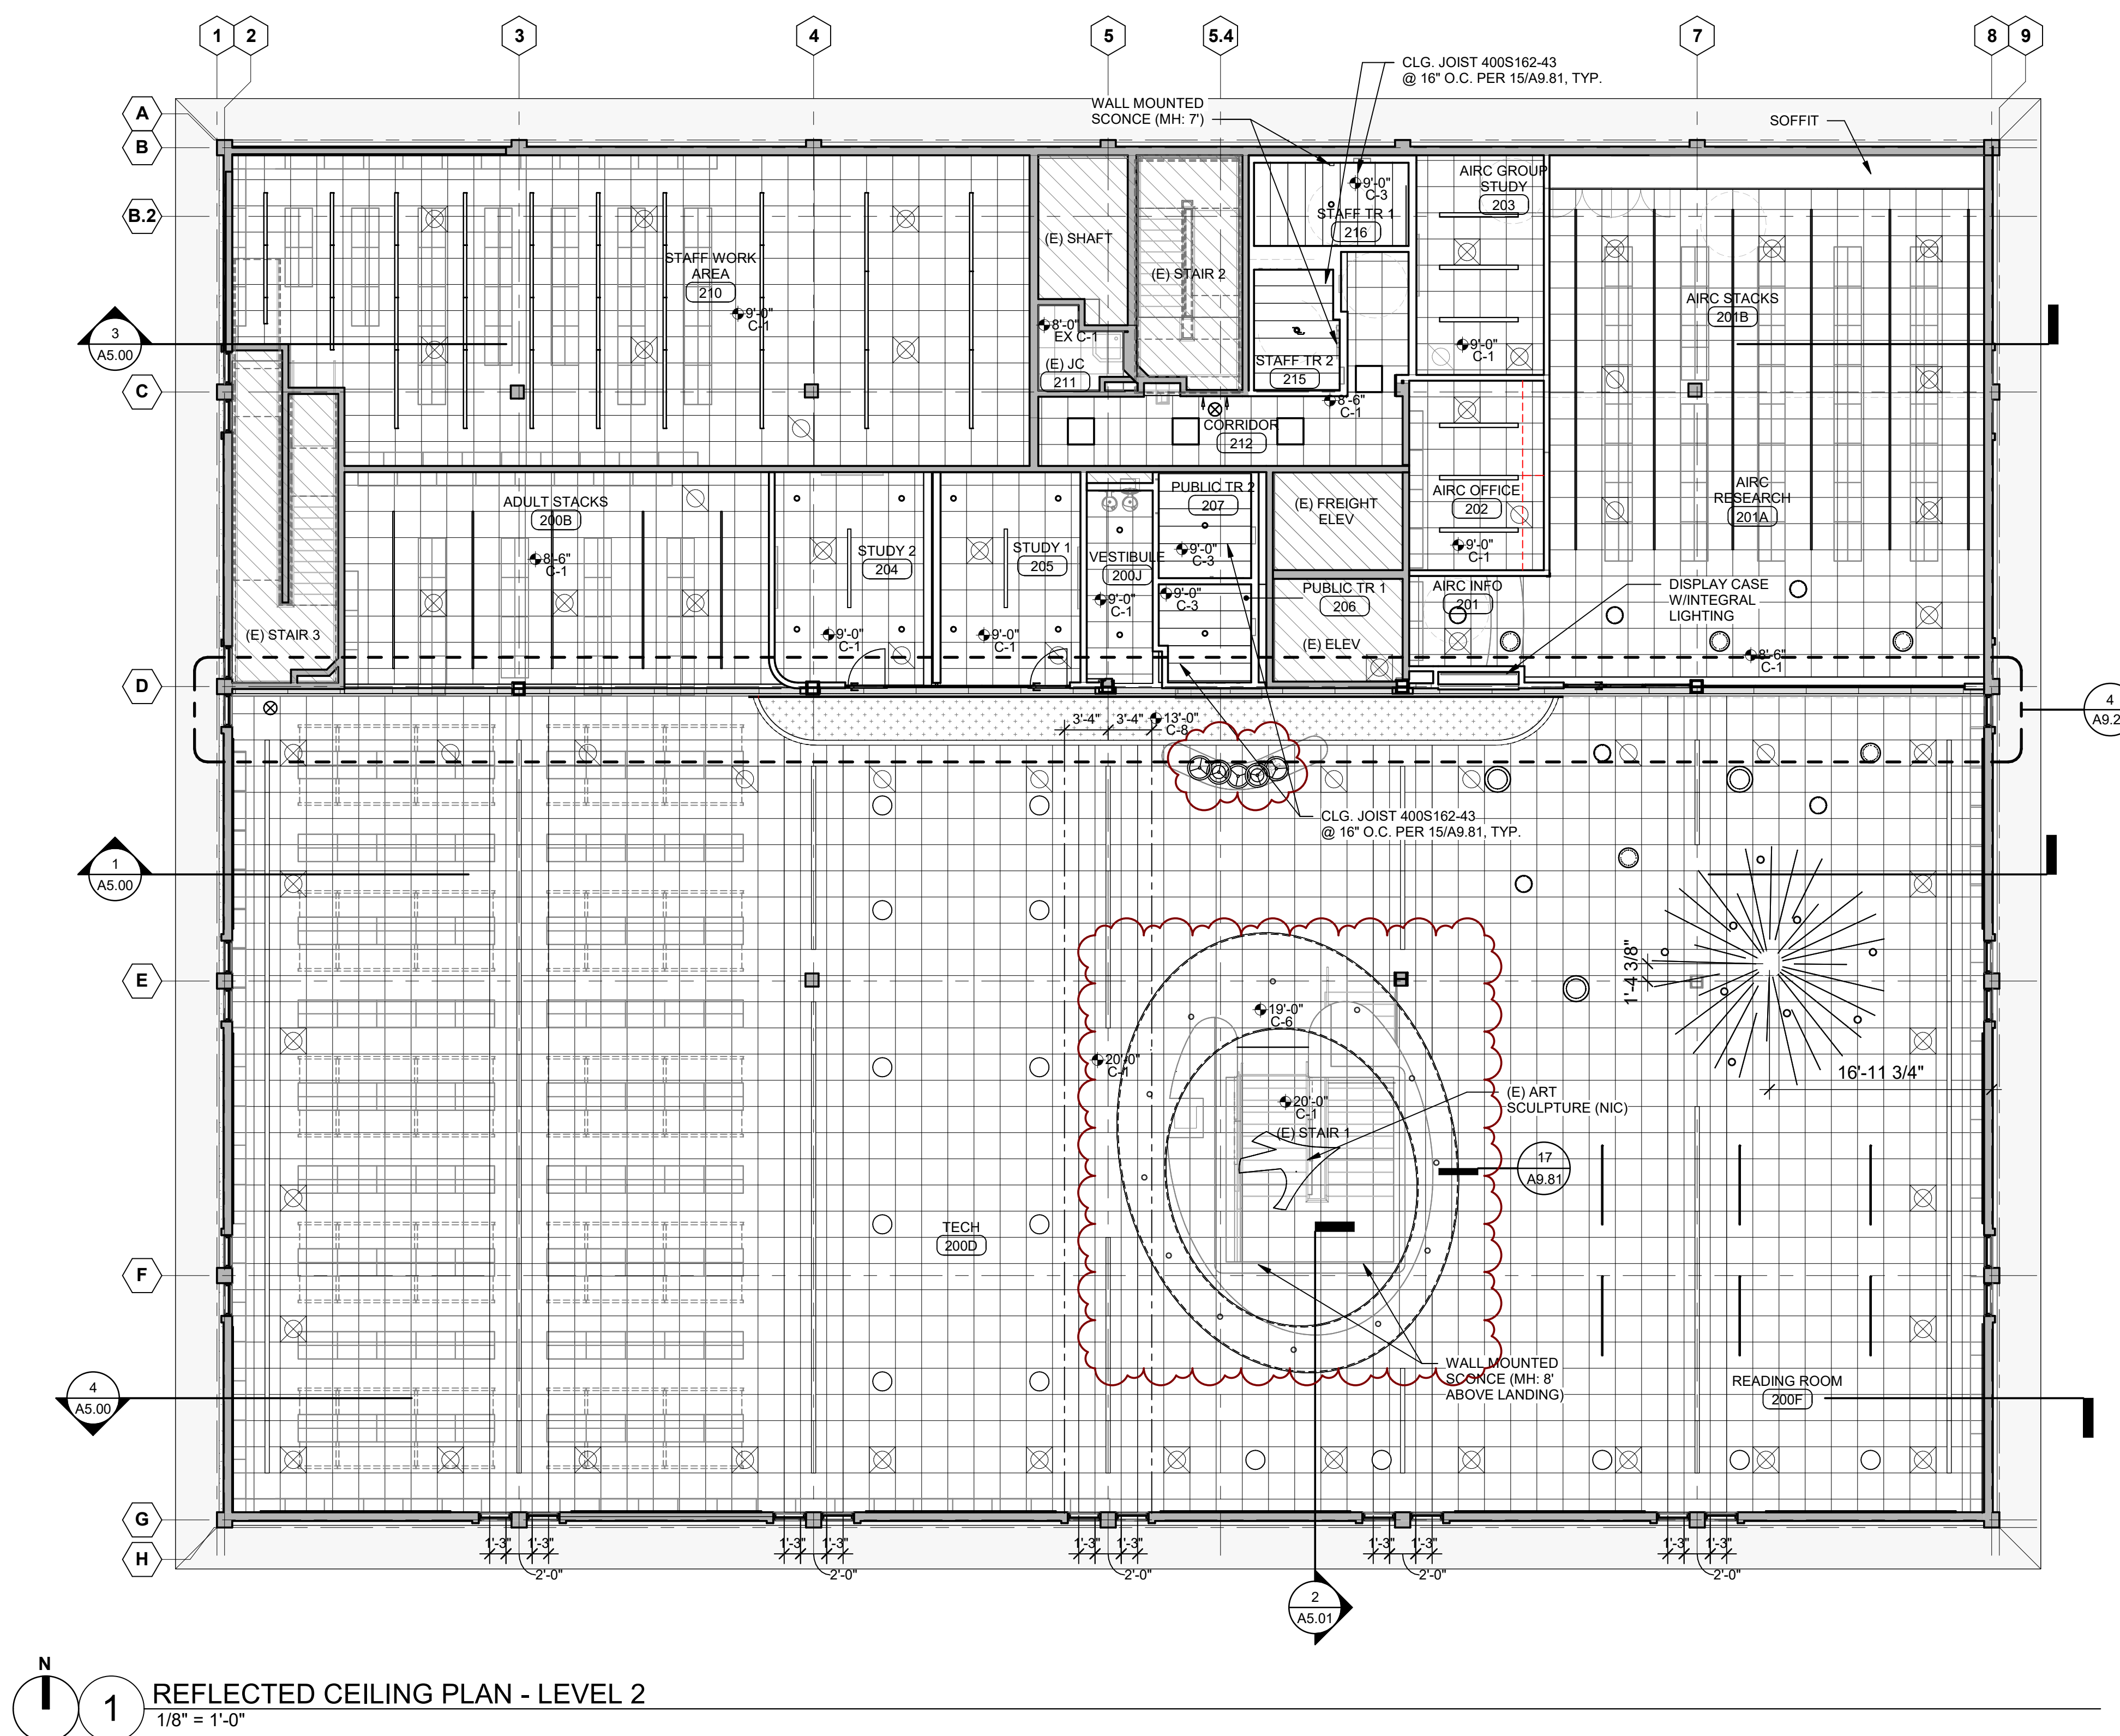 1
2
3
4
5
5.4
7
8
9
A
B
B.2
C
D
E
F
G
H
CLG. JOIST 400S162-43
@ 16" O.C. PER 15/A9.81, TYP.
WALL MOUNTED
SCONCE (MH: 7')
SOFFIT
STAFF WORK
AREA
210
9'-0"
C-1
(E) SHAFT
(E) STAIR 2
8'-0"
EX C-1
(E) JC
211
9'-0"
C-3
STAFF TR 1
216
STAFF TR 2
215
8'-6"
C-1
CORRIDOR
212
AIRC GROUP
STUDY
203
9'-0"
C-1
AIRC STACKS
201B
AIRC OFFICE
202
9'-0"
C-1
AIRC
RESEARCH
201A
3
A5.00
ADULT STACKS
200B
8'-6"
C-1
STUDY 2
204
9'-0"
C-1
STUDY 1
205
9'-0"
C-1
VESTIBULE
200J
9'-0"
C-1
PUBLIC TR 2
207
9'-0"
C-3
9'-0"
C-3
(E) FREIGHT
ELEV
PUBLIC TR 1
206
(E) ELEV
AIRC INFO
201
DISPLAY CASE
W/INTEGRAL
LIGHTING
8'-6"
C-1
(E) STAIR 3
4
3'-4"
3'-4"
13'-0"
C-8
CLG. JOIST 400S162-43
@ 16" O.C. PER 15/A9.81, TYP.
1
A5.00
1'-4 3/8"
16'-11 3/4"
19'-0"
C-6
20'-0"
C-1
20'-0"
C-1
(E) STAIR 1
(E) ART
SCULPTURE (NIC)
17
A9.81
TECH
200D
WALL MOUNTED
SCONCE (MH: 8'
ABOVE LANDING)
READING ROOM
200F
4
A5.00
1'-3" 1'-3" 1'-3" 1'-3" 1'-3" 1'-3" 1'-3" 1'-3" 1'-3" 1'-3"
2'-0" 2'-0" 2'-0" 2'-0" 2'-0"
2
A5.01
N
1
REFLECTED CEILING PLAN - LEVEL 2
1/8" = 1'-0"